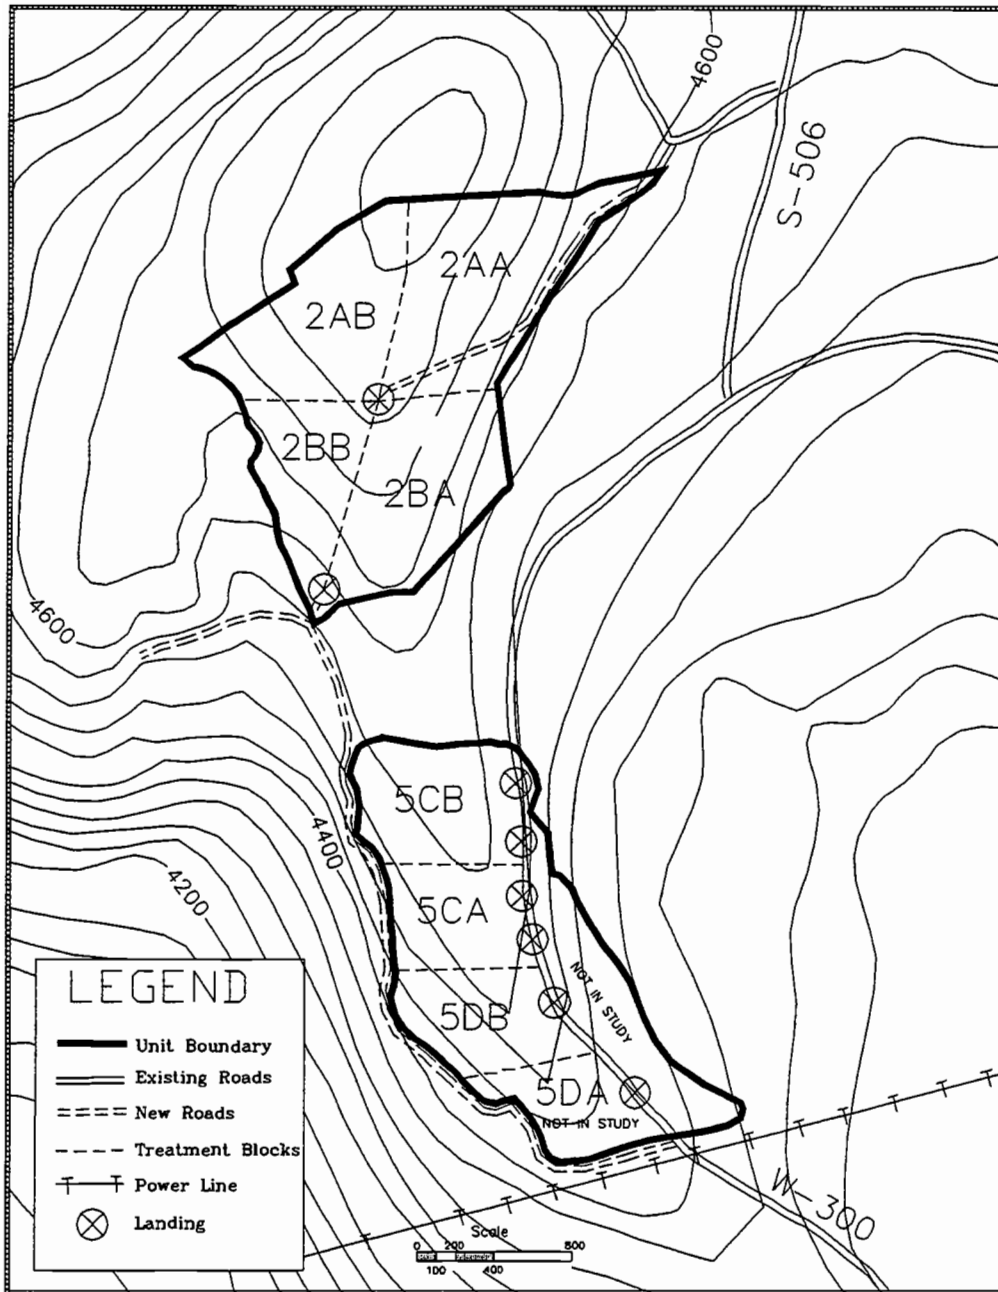 4600
S-506
2AA
2AB
2BB
2BA
4600
5CB
4400
4200
5CA
NOT IN STUDY
5DB
5DA
NOT IN STUDY
W-300
LEGEND
Unit Boundary
Existing Roads
New Roads
Treatment Blocks
Power Line
Landing
Scale
0 200 800
100 400